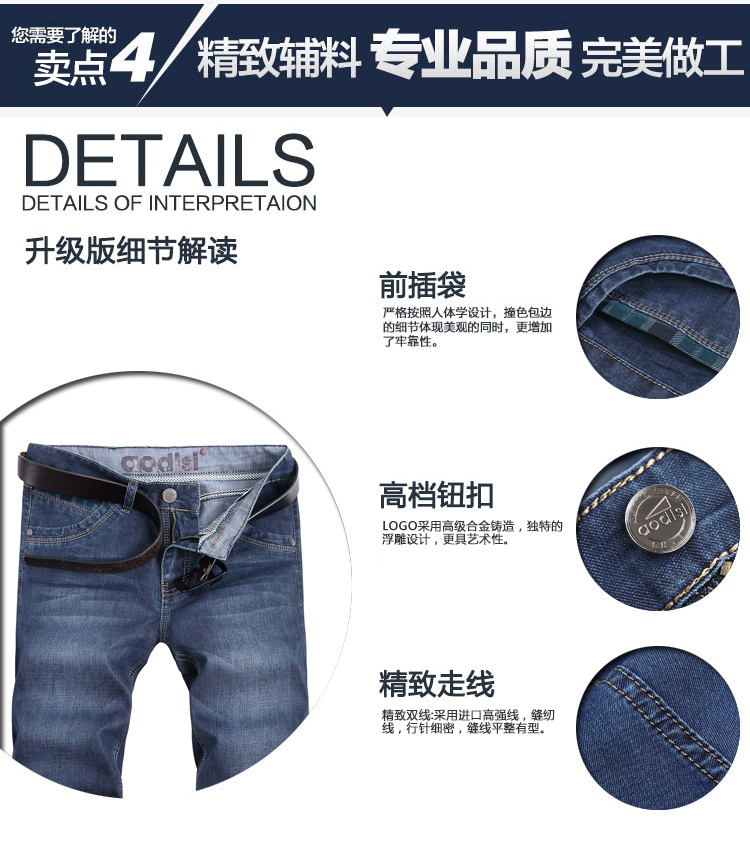 您需要了解的
卖点4
精致辅料 专业品质 完美做工
DETAILS
DETAILS OF INTERPRETAION
升级版细节解读
前插袋
严格按照人体学设计，撞色包边
的细节体现美观的同时，更增加
了牢靠性。
aodisi
高档钮扣
LOGO采用高级合金铸造，独特的
浮雕设计，更具艺术性。
aodisi
精致走线
精致双线:采用进口高强线，缝纫
线，行针细密，缝线平整有型。